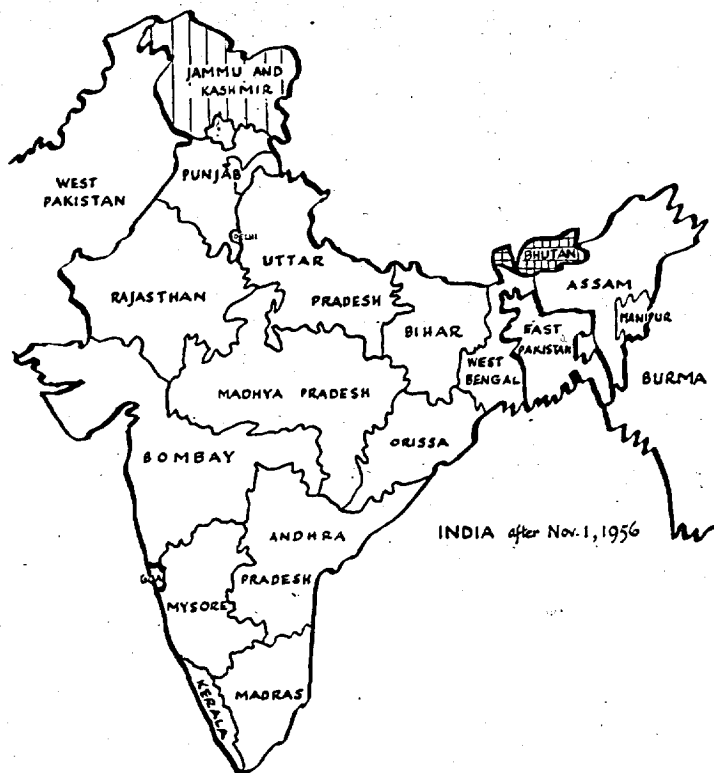 JAMMU AND
KASHMIR
PUNJAB
WEST
PAKISTAN
DELHI
UTTAR
PRADESH
RAJASTHAN
BHUTAN
ASSAM
MANIPUR
BIHAR
EAST
PAKISTAN
WEST
BENGAL
BURMA
MADHYA PRADESH
ORISSA
BOMBAY
ANDHRA
PRADESH
INDIA after Nov. 1, 1956
GOA
MYSORE
KERALA
MADRAS